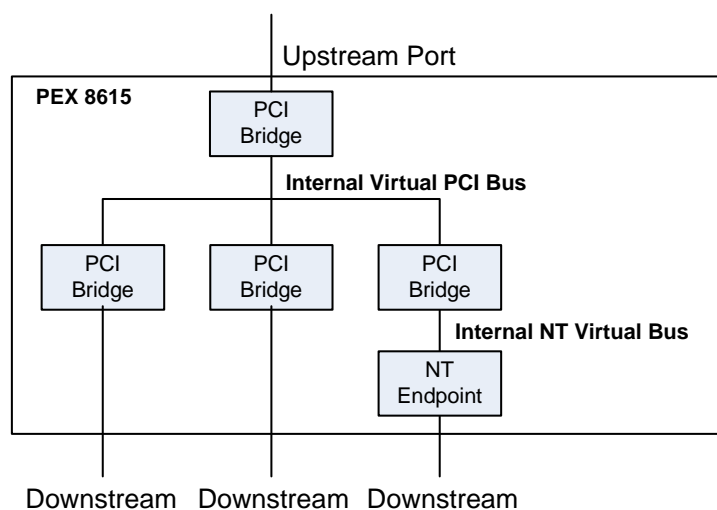 Upstream Port
PEX 8615
PCI
Bridge
Internal Virtual PCI Bus
PCI
Bridge
PCI
Bridge
PCI
Bridge
Internal NT Virtual Bus
NT
Endpoint
Downstream
Downstream
Downstream